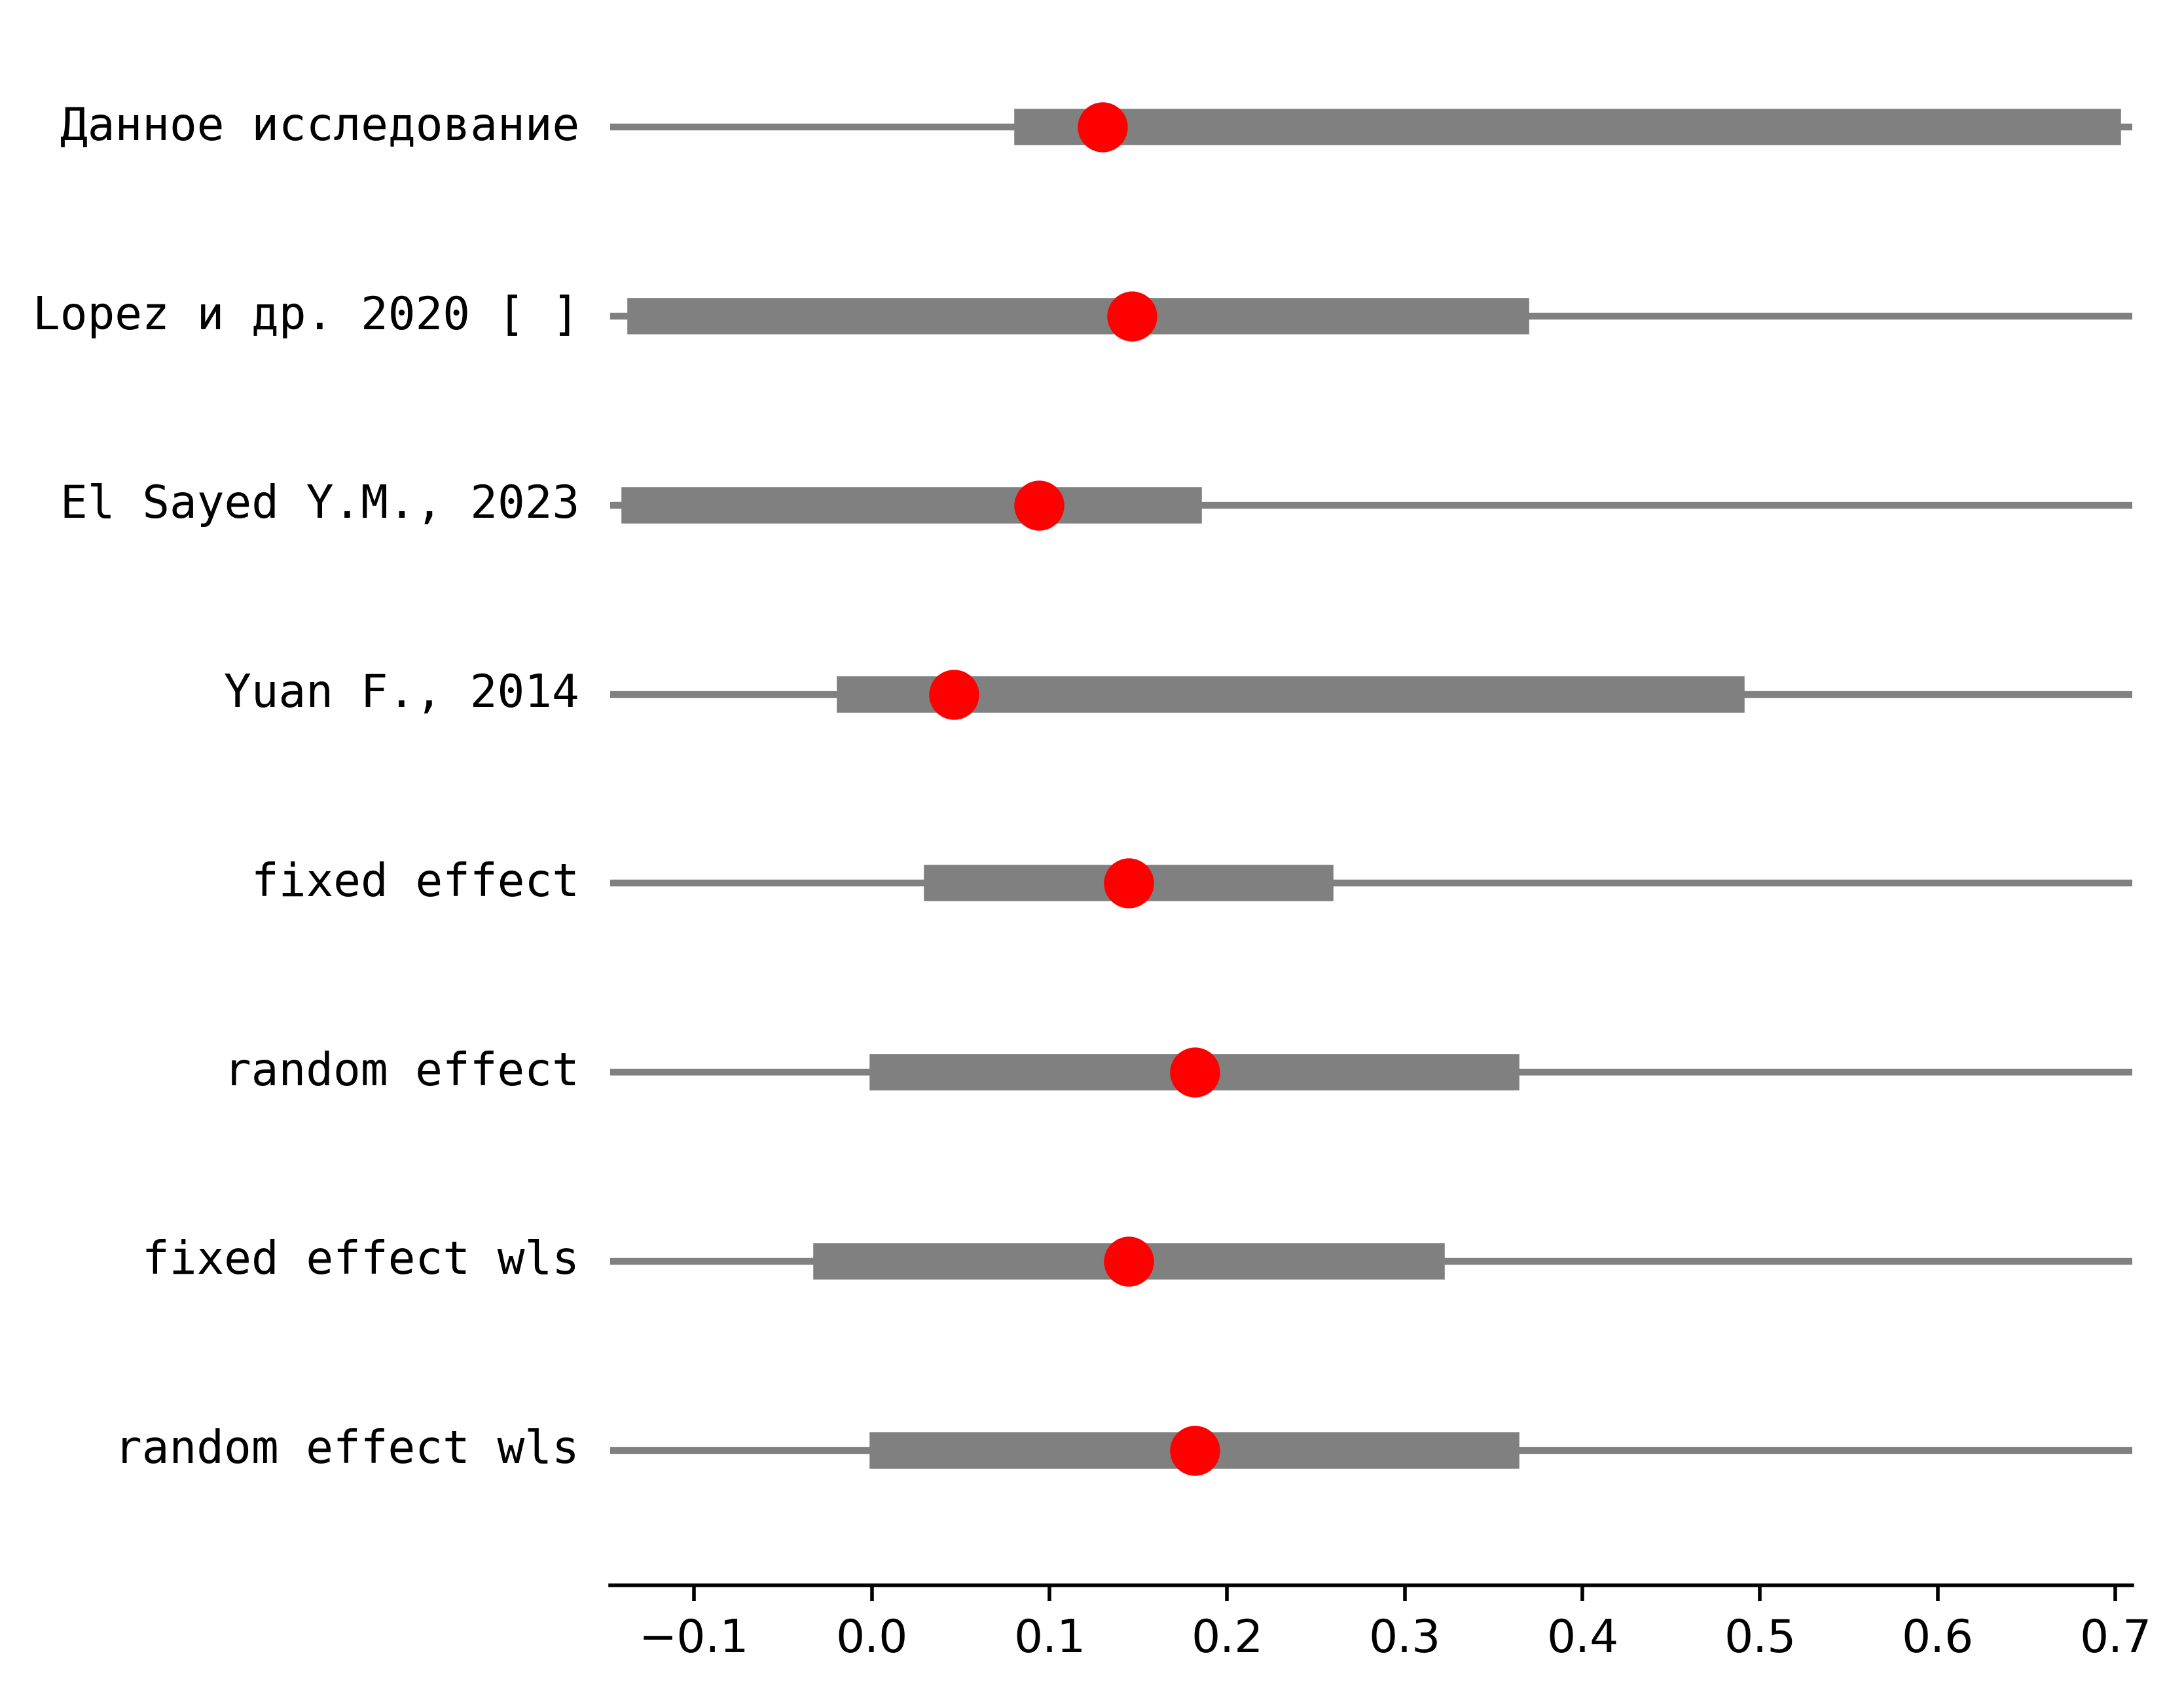 Данное исследование
Lopez и др. 2020 [ ]
El Sayed Y.M., 2023
Yuan F., 2014
fixed effect
random effect
fixed effect wls
random effect wls
−0.1 0.0 0.1 0.2 0.3 0.4 0.5 0.6 0.7